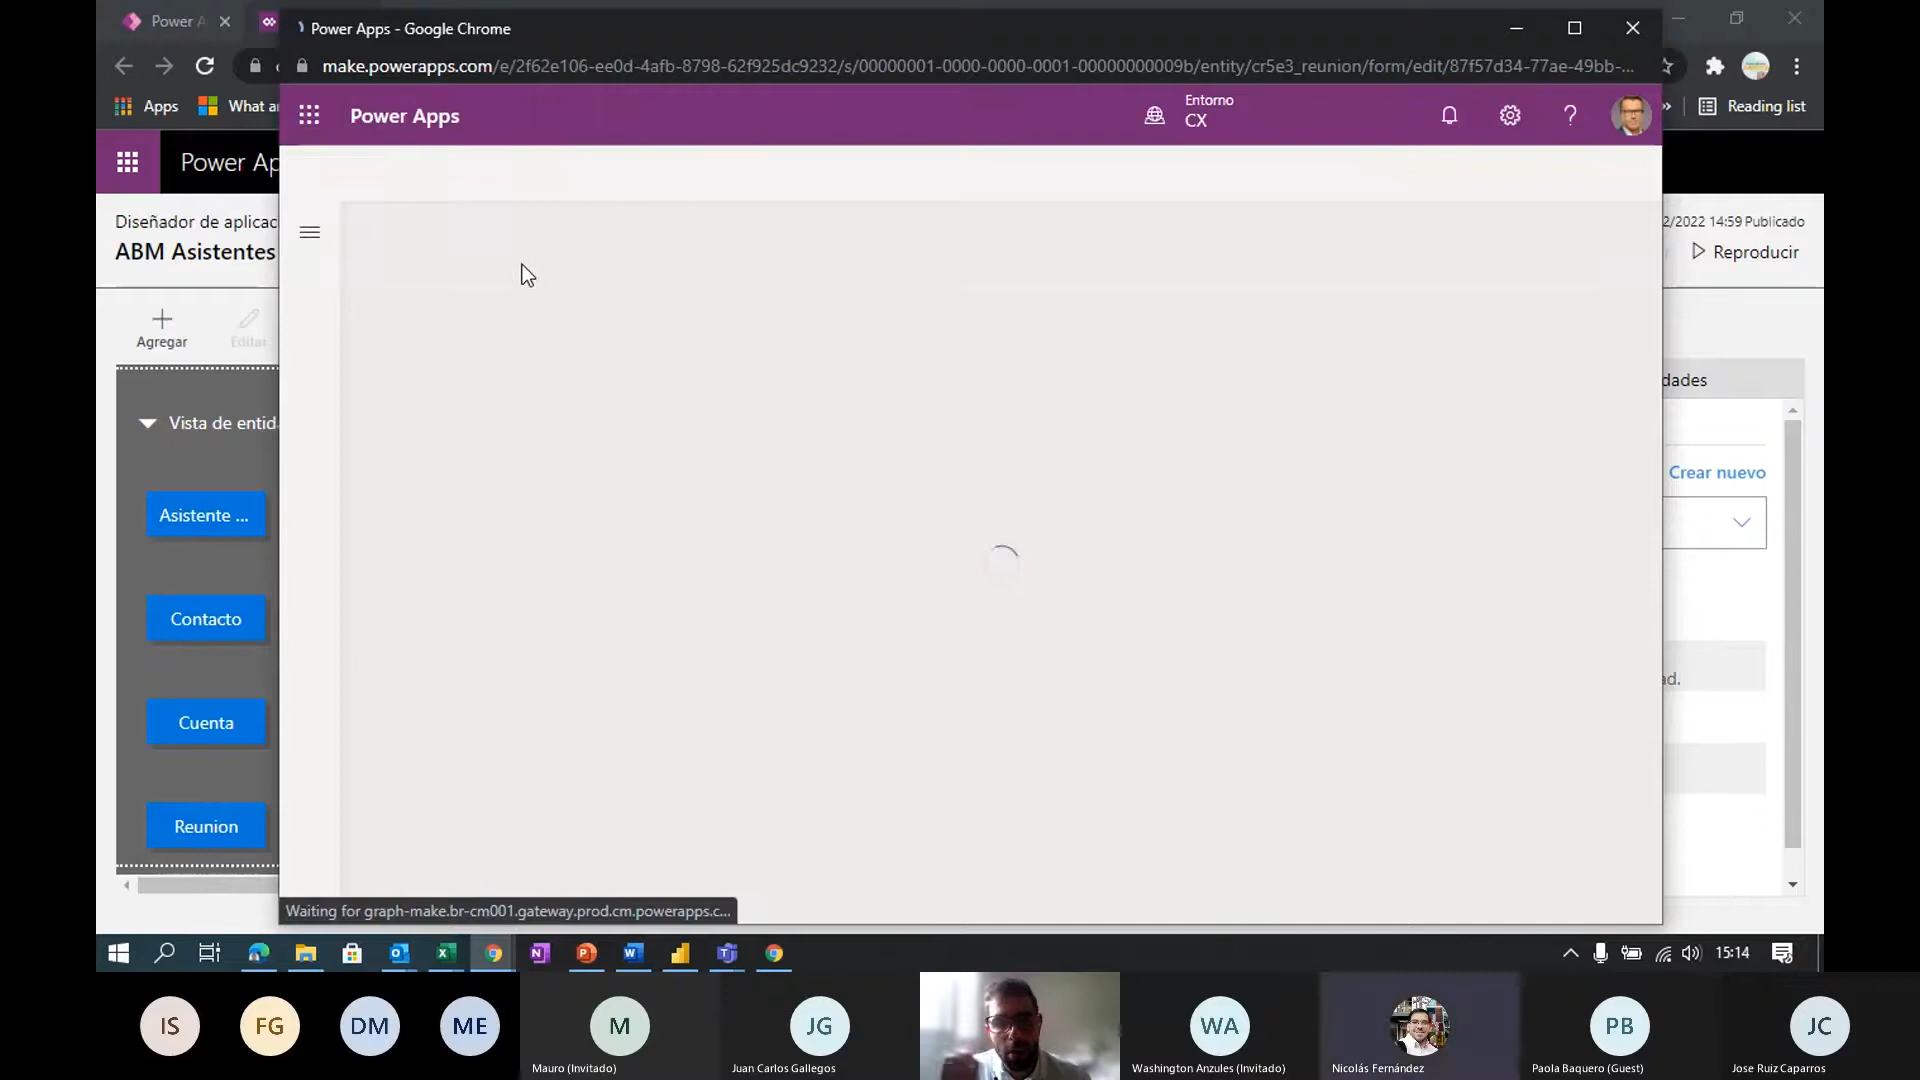 Power A
Power Apps - Google Chrome
make.powerapps.com/e/2f62e106-ee0d-4afb-8798-62f925dc9232/s/00000001-0000-0000-0001-00000000009b/entity/cr5e3_reunion/form/edit/87f57d34-77ae-49bb-...
Apps
What a
Reading list
Power Ap
Power Apps
Entorno
CX
Diseñador de aplicac
2/2022 14:59 Publicado
ABM Asistentes
Reproducir
Agregar
Editar
dades
Vista de entid
Crear nuevo
Asistente ...
Contacto
ad.
Cuenta
Reunion
Waiting for graph-make.br-cm001.gateway.prod.cm.powerapps.c...
15:14
IS
FG
DM
ME
M
JG
WA
PB
JC
Mauro (Invitado)
Juan Carlos Gallegos
Washington Anzules (Invitado)
Nicolás Fernández
Paola Baquero (Guest)
Jose Ruiz Caparros